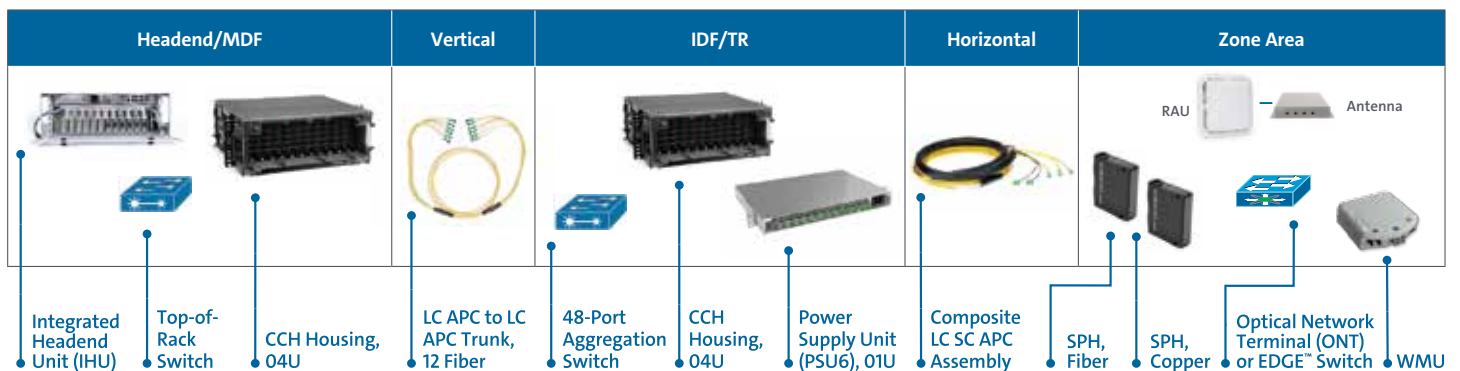 Headend/MDF
Vertical
IDF/TR
Horizontal
Zone Area
RAU
Antenna
Integrated
Headend
Unit (IHU)
Top-of-
Rack
Switch
CCH Housing,
04U
LC APC to LC
APC Trunk,
12 Fiber
48-Port
Aggregation
Switch
CCH
Housing,
04U
Power
Supply Unit
(PSU6), 01U
Composite
LC SC APC
Assembly
SPH,
Fiber
SPH,
Copper
Optical Network
Terminal (ONT)
or EDGE™ Switch
WMU